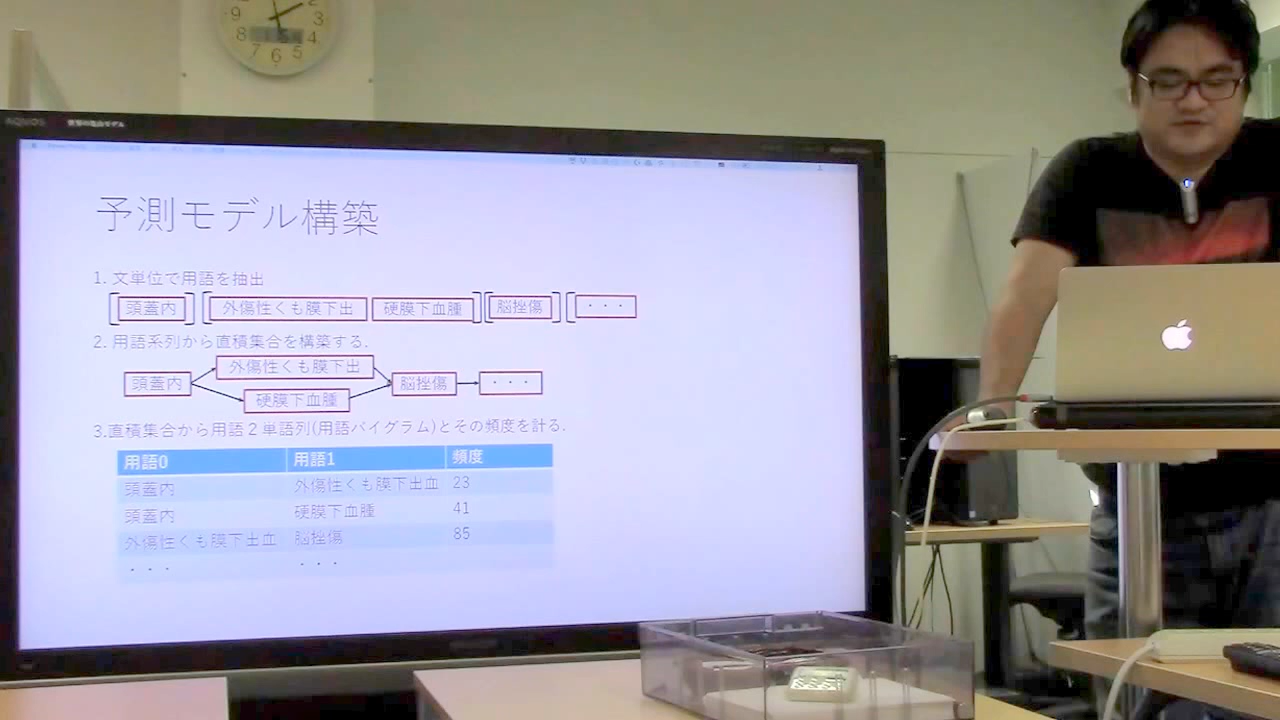 9 3
8 4
7 6 5
AQUOS
予測モデル構築
1. 文単位で用語を抽出
頭蓋内 外傷性くも膜下出 硬膜下血腫 脳挫傷 ・・・
2. 用語系列から直積集合を構築する.
外傷性くも膜下出
頭蓋内 脳挫傷 ・・・
硬膜下血腫
3.直積集合から用語２単語列(用語バイグラム)とその頻度を計る.
用語0 用語1 頻度
頭蓋内 外傷性くも膜下出血 23
頭蓋内 硬膜下血腫 41
外傷性くも膜下出血 脳挫傷 85
・・・ ・・・